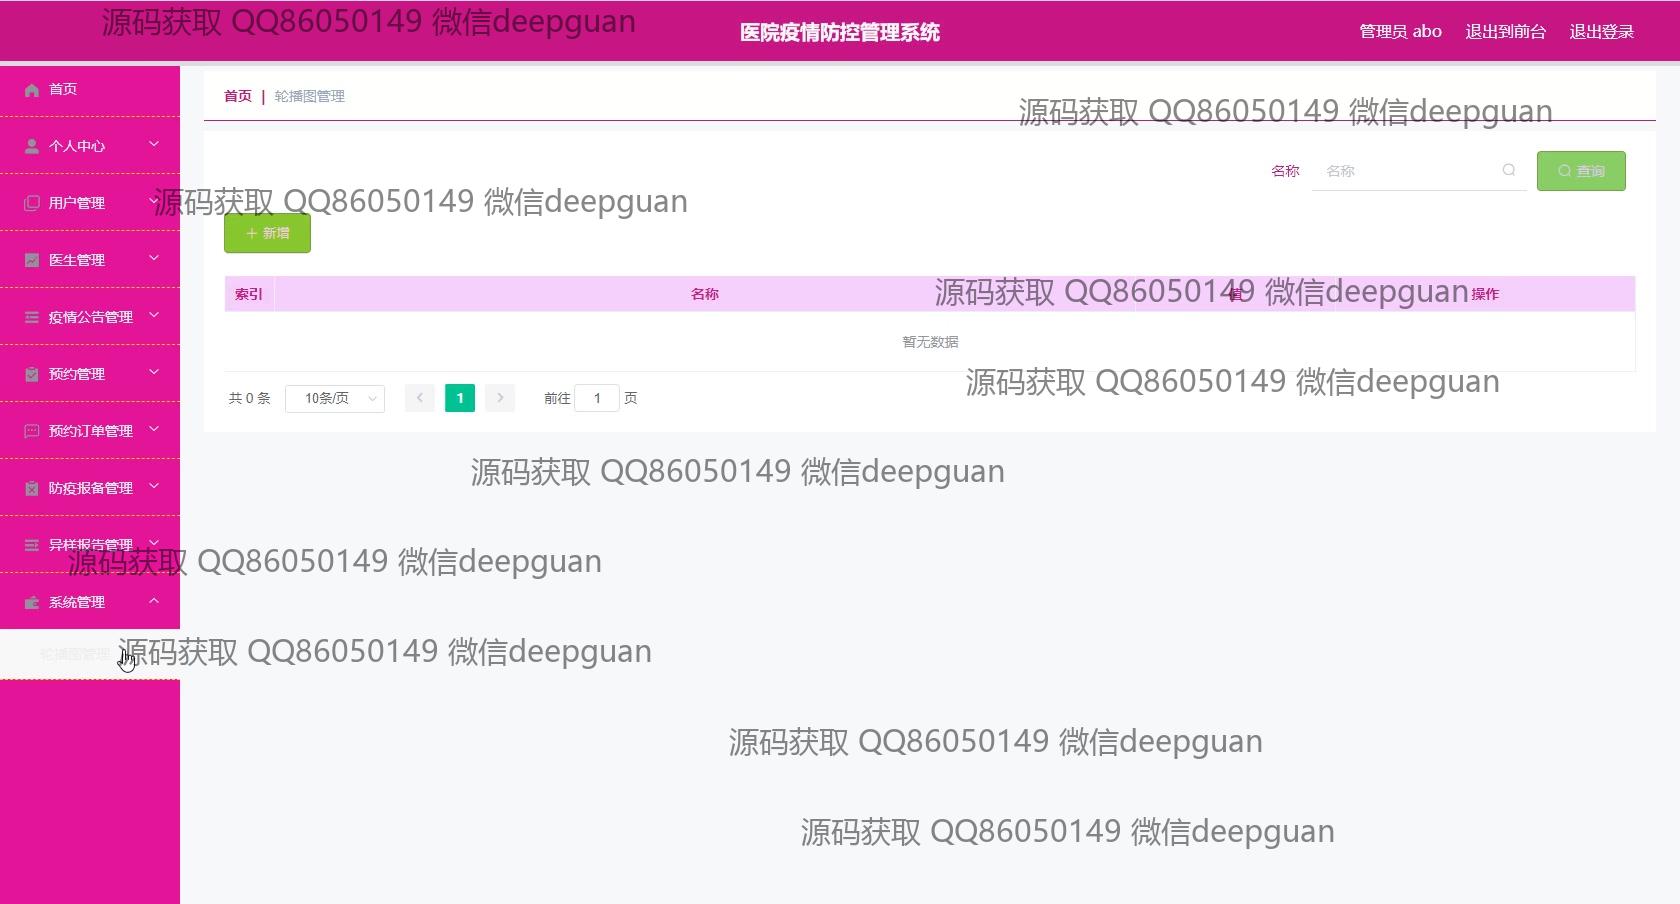 源码获取 QQ86050149 微信deepguan
医院疫情防控管理系统
管理员 abo 退出到前台 退出登录
首页
首页 | 轮播图管理
源码获取 QQ86050149 微信deepguan
个人中心
名称 名称 查询
用户管理
源码获取 QQ86050149 微信deepguan
新增
医生管理
索引 名称 值 操作
源码获取 QQ86050149 微信deepguan
疫情公告管理
暂无数据
预约管理
源码获取 QQ86050149 微信deepguan
共 0 条 10条/页 1 前往 1 页
预约订单管理
源码获取 QQ86050149 微信deepguan
防疫报备管理
异样报告管理
源码获取 QQ86050149 微信deepguan
系统管理
轮播图管理
源码获取 QQ86050149 微信deepguan
源码获取 QQ86050149 微信deepguan
源码获取 QQ86050149 微信deepguan